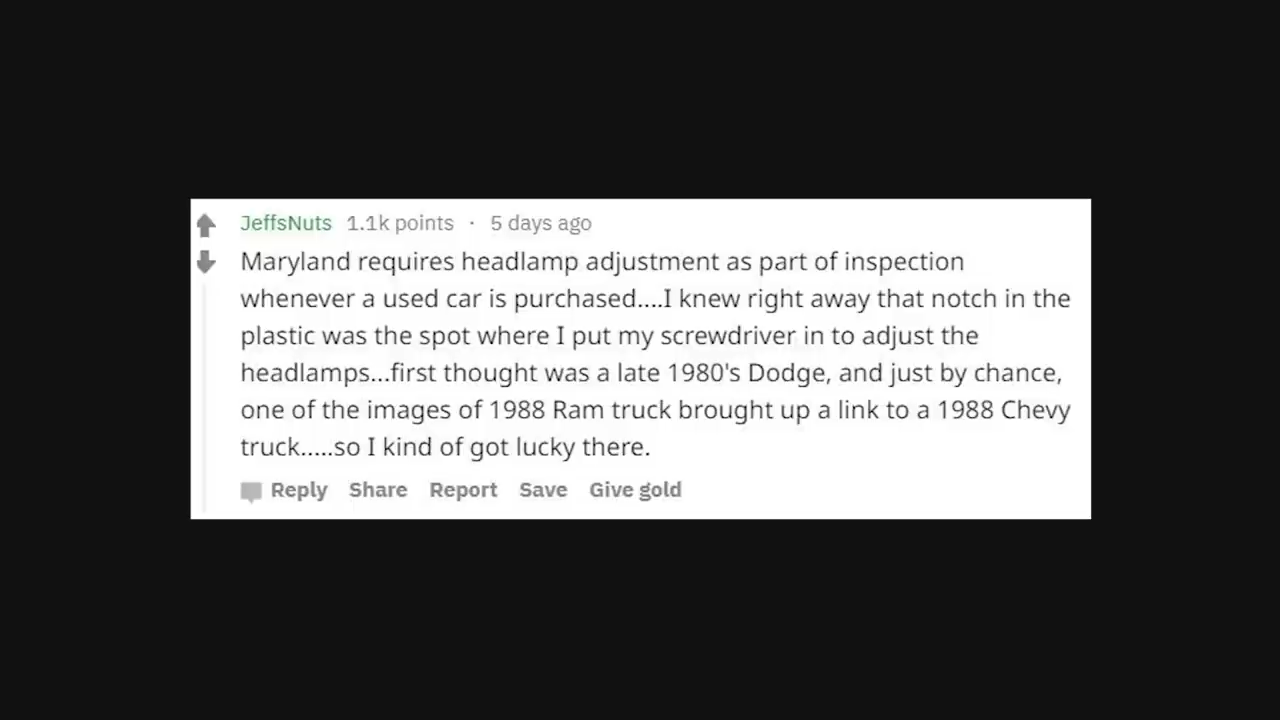 JeffsNuts 1.1k points · 5 days ago
Maryland requires headlamp adjustment as part of inspection
whenever a used car is purchased....I knew right away that notch in the
plastic was the spot where I put my screwdriver in to adjust the
headlamps...first thought was a late 1980's Dodge, and just by chance,
one of the images of 1988 Ram truck brought up a link to a 1988 Chevy
truck.....so I kind of got lucky there.
Reply Share Report Save Give gold